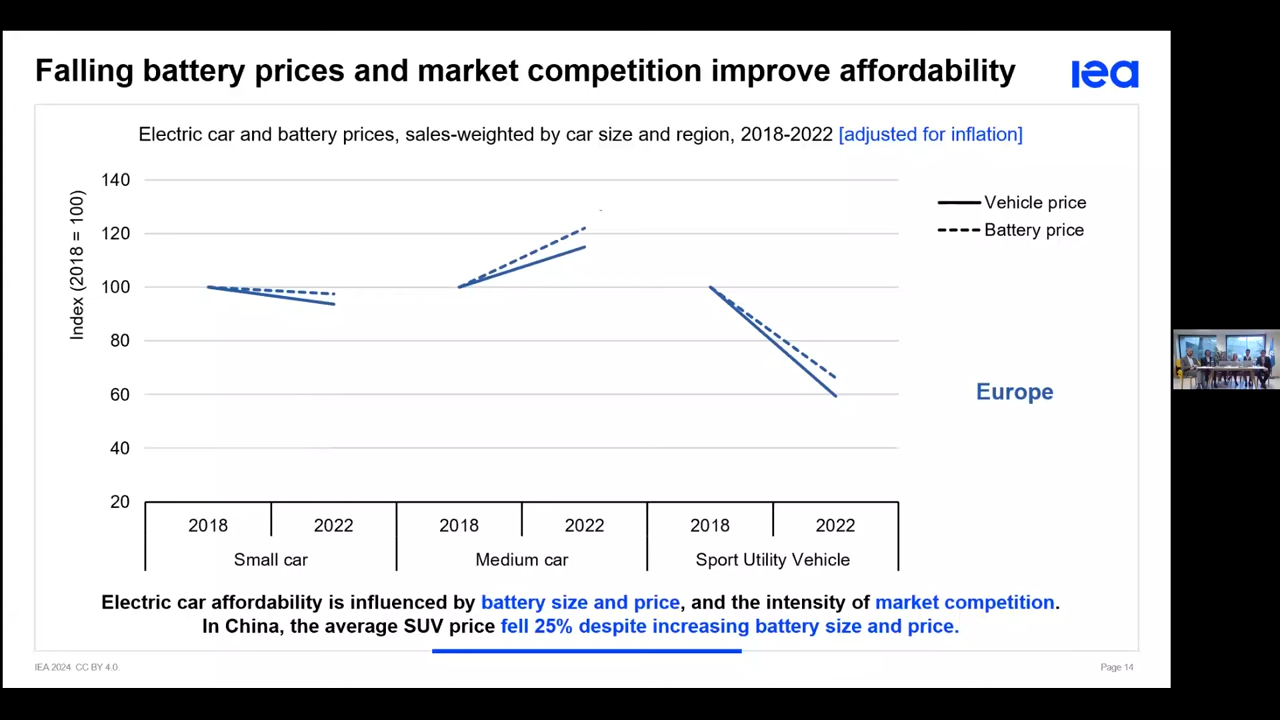 Falling battery prices and market competition improve affordability
iea
Electric car and battery prices, sales-weighted by car size and region, 2018-2022 [adjusted for inflation]
Index (2018 = 100)
140
120
100
80
60
40
20
Vehicle price
Battery price
Europe
2018 2022 2018 2022 2018 2022
Small car Medium car Sport Utility Vehicle
Electric car affordability is influenced by battery size and price, and the intensity of market competition.
In China, the average SUV price fell 25% despite increasing battery size and price.
IEA 2024 CC BY 4.0. Page 14